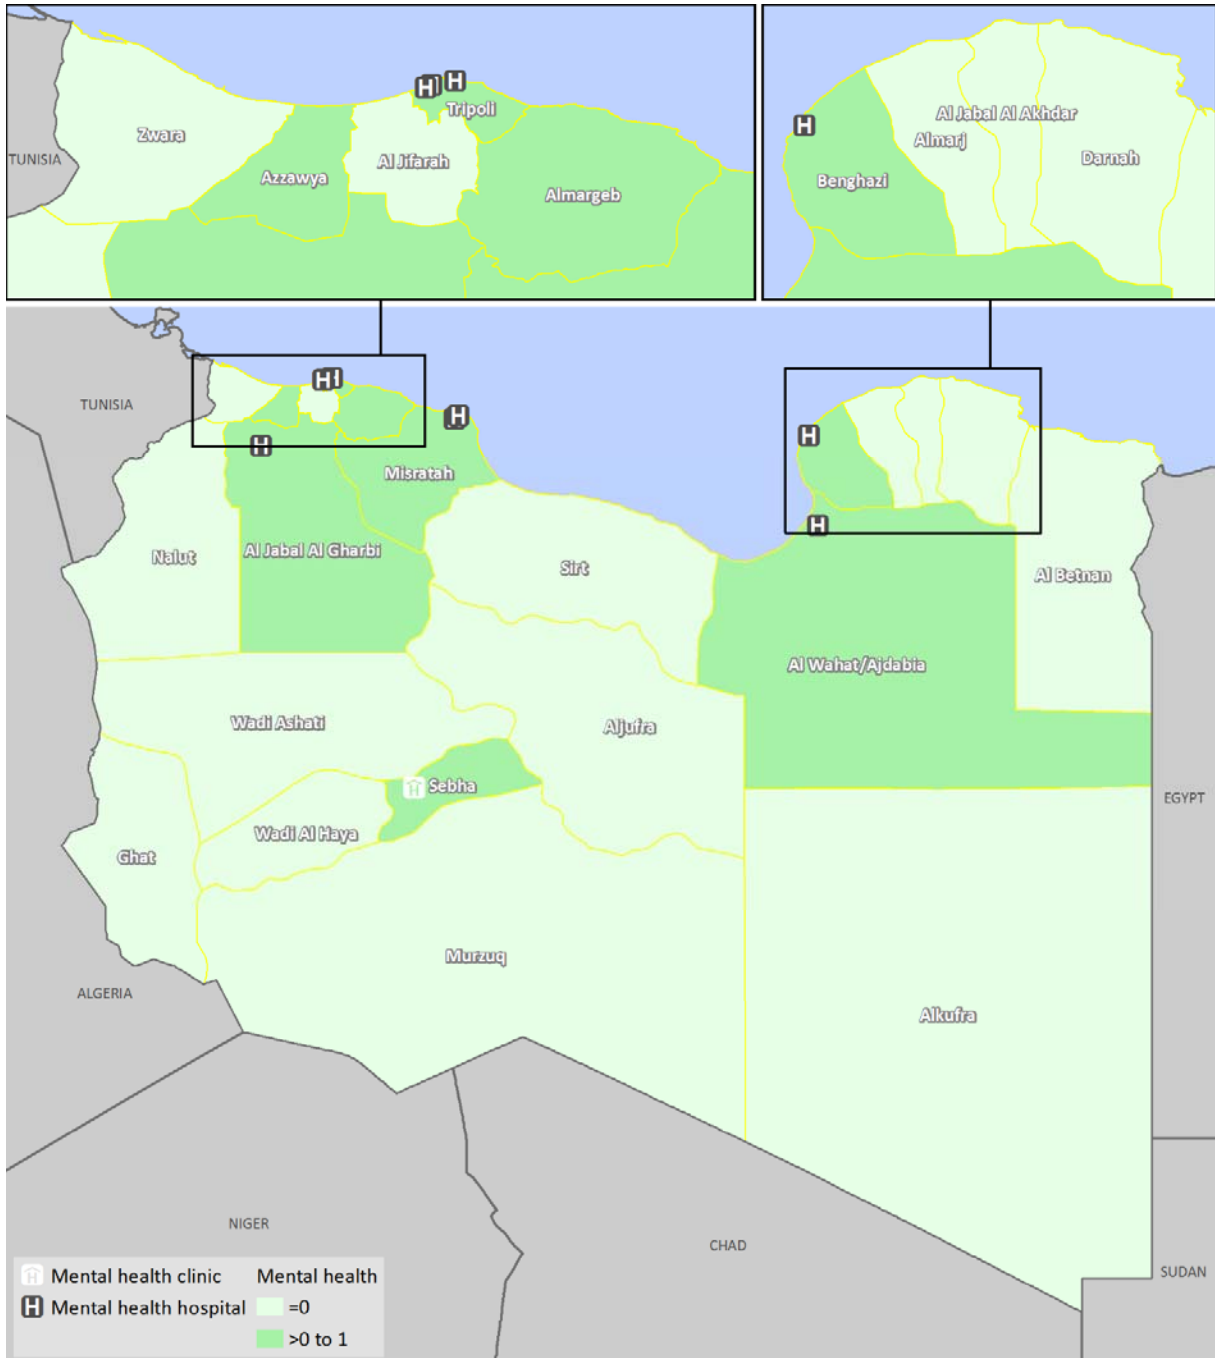 Zwara
TUNISIA
Azzawya
Al Jifarah
Tripoli
Almargeb
H
H
Al Jabal Al Akhdar
Almarj
Darnah
Benghazi
H
TUNISIA
H
H
H
H
H
Misratah
Nalut
Al Jabal Al Gharbi
Sirt
Al Betnan
Al Wahat/Ajdabia
Wadi Ashati
Aljufra
H Sebha
EGYPT
Wadi Al Haya
Ghat
Murzuq
ALGERIA
Alkufra
NIGER
CHAD
SUDAN
H Mental health clinic
H Mental health hospital
Mental health
=0
>0 to 1